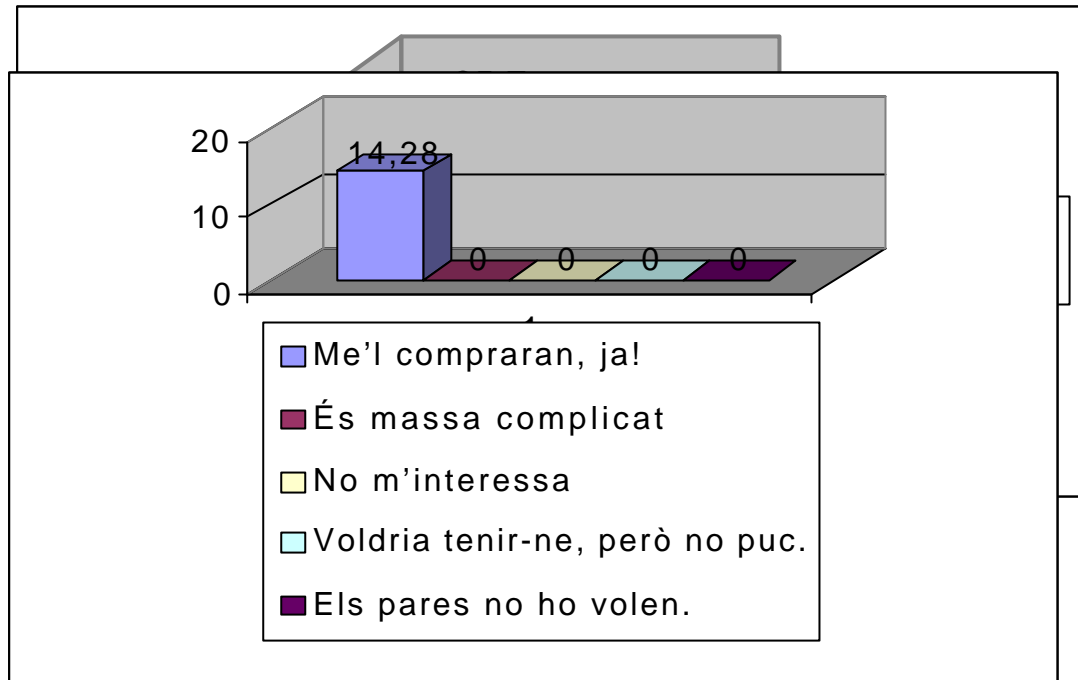 20
14,28
10
0 0 0 0
0
Me’l compraran, ja!
És massa complicat
No m’interessa
Voldria tenir-ne, però no puc.
Els pares no ho volen.